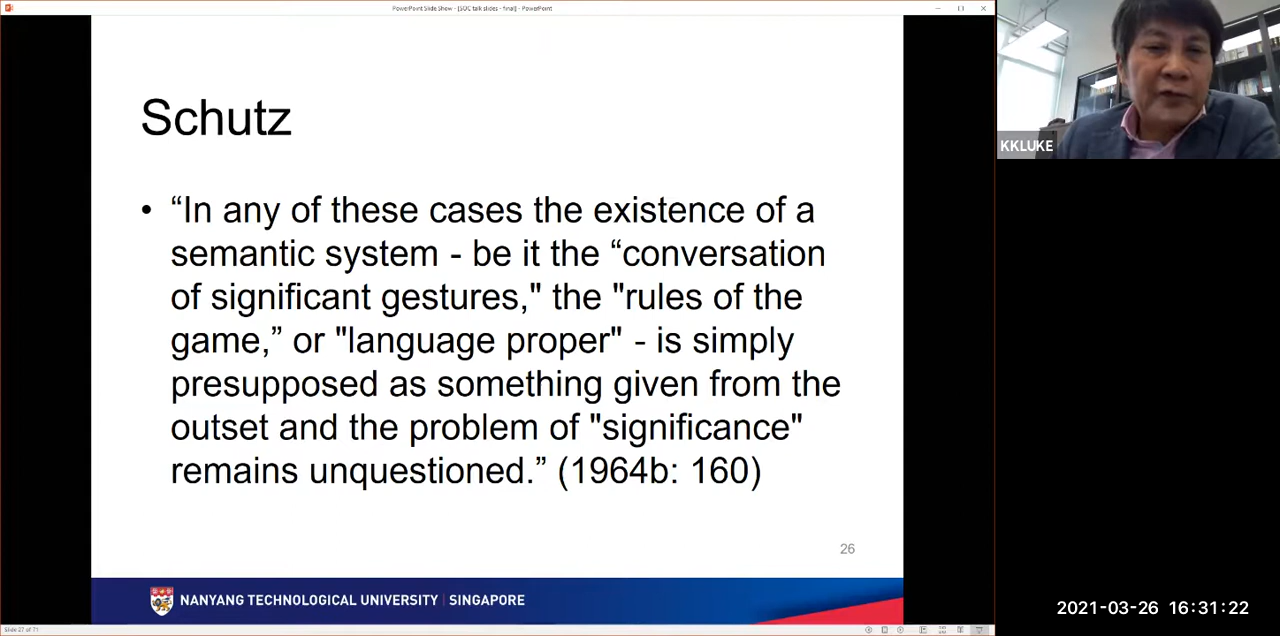 PowerPoint Slide Show - [SOC talk slides - final] - PowerPoint
KKLUKE
Schutz
• “In any of these cases the existence of a
semantic system - be it the “conversation
of significant gestures," the "rules of the
game,” or "language proper" - is simply
presupposed as something given from the
outset and the problem of "significance"
remains unquestioned.” (1964b: 160)
26
NANYANG TECHNOLOGICAL UNIVERSITY | SINGAPORE
2021-03-26 16:31:22
Slide 27 of 71